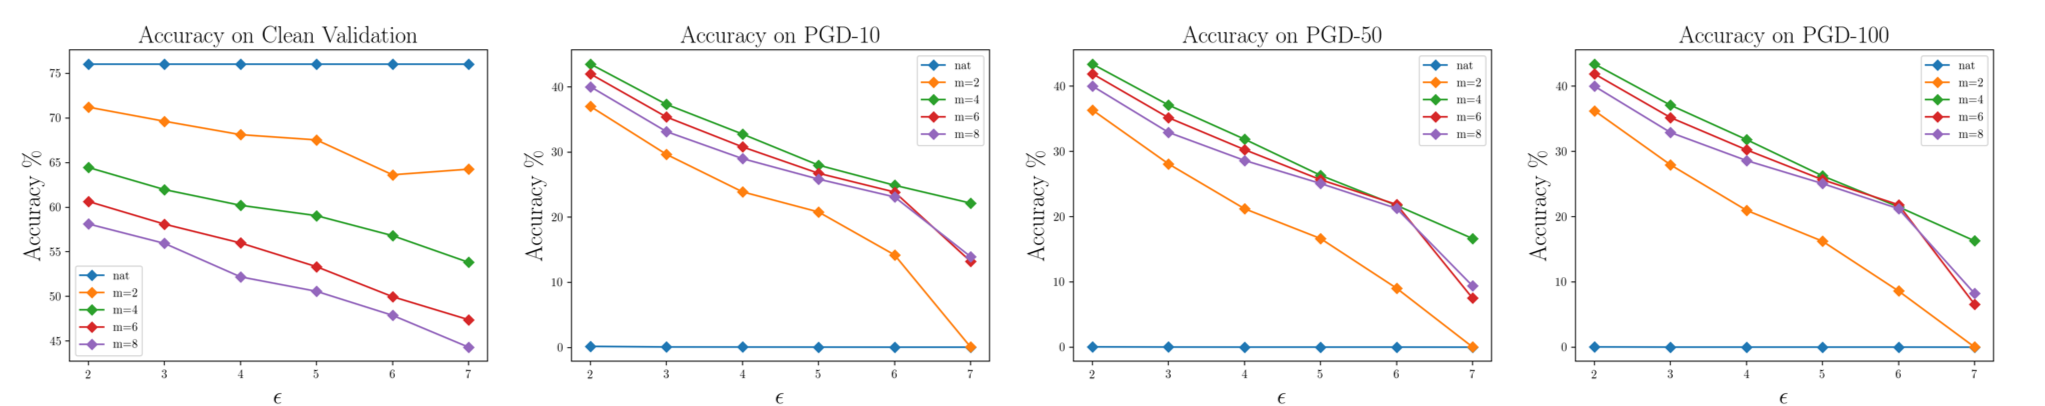 Accuracy on Clean Validation
Accuracy %
75
70
65
60
55
50
45
nat
m=2
m=4
m=6
m=8
2 3 4 5 6 7
ϵ
Accuracy on PGD-10
Accuracy %
40
30
20
10
0
nat
m=2
m=4
m=6
m=8
2 3 4 5 6 7
ϵ
Accuracy on PGD-50
Accuracy %
40
30
20
10
0
nat
m=2
m=4
m=6
m=8
2 3 4 5 6 7
ϵ
Accuracy on PGD-100
Accuracy %
40
30
20
10
0
nat
m=2
m=4
m=6
m=8
2 3 4 5 6 7
ϵ